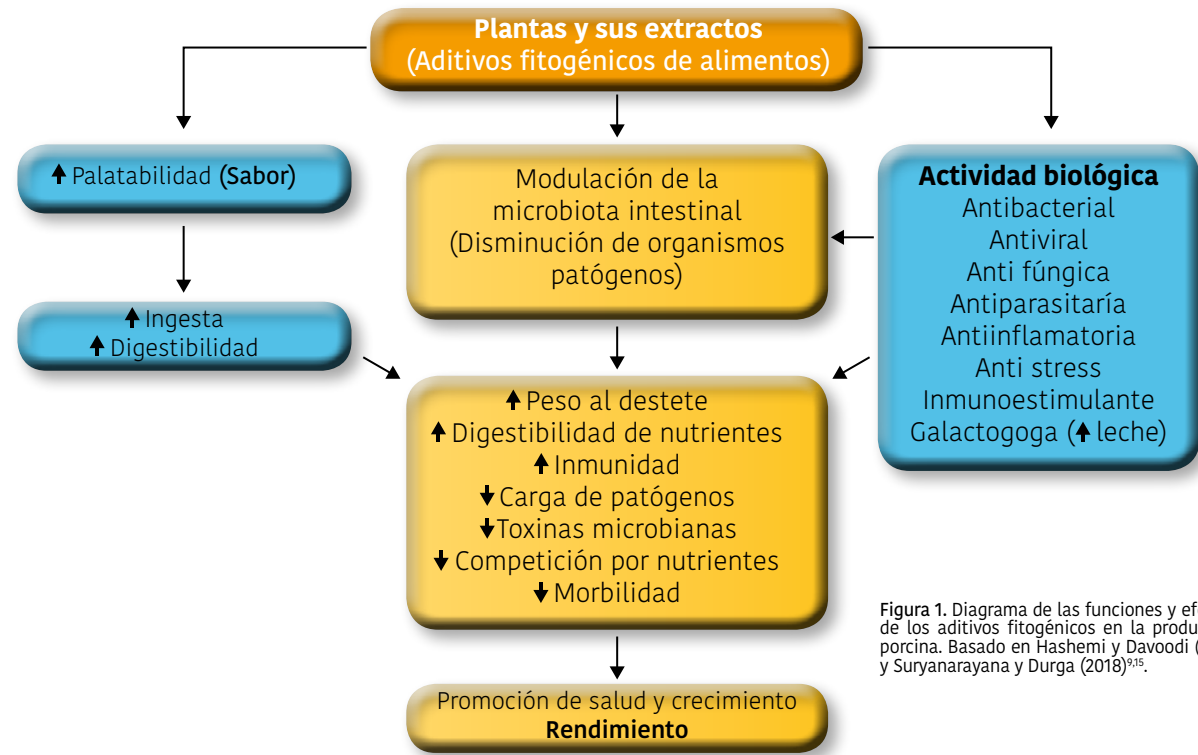 Plantas y sus extractos
(Aditivos fitogénicos de alimentos)
↑ Palatabilidad (Sabor)
↑ Ingesta
↑ Digestibilidad
Modulación de la
microbiota intestinal
(Disminución de organismos
patógenos)
Actividad biológica
Antibacterial
Antiviral
Anti fúngica
Antiparasitaría
Antiinflamatoria
Anti stress
Inmunoestimulante
Galactogoga (↑ leche)
↑ Peso al destete
↑ Digestibilidad de nutrientes
↑ Inmunidad
↓ Carga de patógenos
↓ Toxinas microbianas
↓ Competición por nutrientes
↓ Morbilidad
Promoción de salud y crecimiento
Rendimiento
Figura 1. Diagrama de las funciones y
de los aditivos fitogénicos en la
porcina. Basado en Hashemi y Davoodi
y Suryanarayana y Durga (2018)9,15.